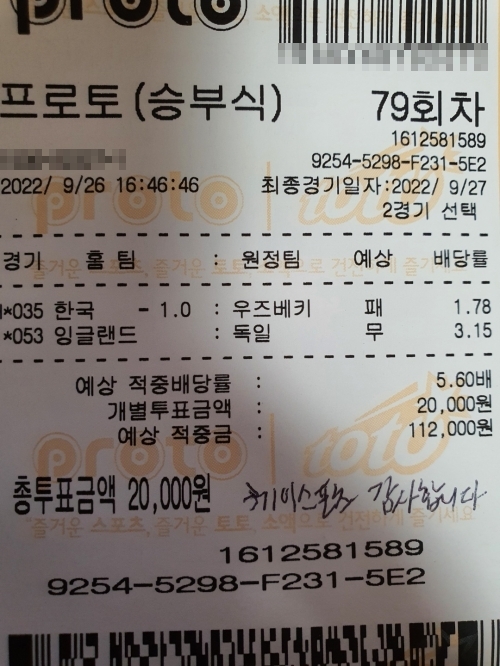 proto
프로토(승부식) 79회차
1612581589
9254-5298-F231-5E2
2022/ 9/26 16:46:46 최종경기일자:2022/ 9/27
2경기 선택
경기 홈 팀 : 원정팀 예상 배당률
*035 한국 - 1.0 : 우즈베키 패 1.78
*053 잉글랜드 : 독일 무 3.15
예상 적중배당률 : 5.60배
개별투표금액 : 20,000원
예상 적중금 : 112,000원
총투표금액 20,000원 케이스포츠 감사합니다
1612581589
9254-5298-F231-5E2